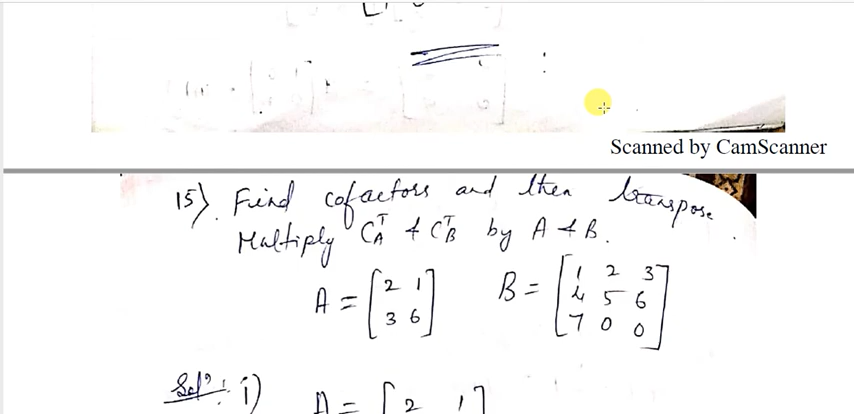 Scanned by CamScanner
15). Find cofactors and then transpose.
Multiply C_A^T & C_B^T by A & B.
A = [2 1
3 6]
B = [1 2 3
4 5 6
7 0 0]
Sol^n: i) A = [2 1]